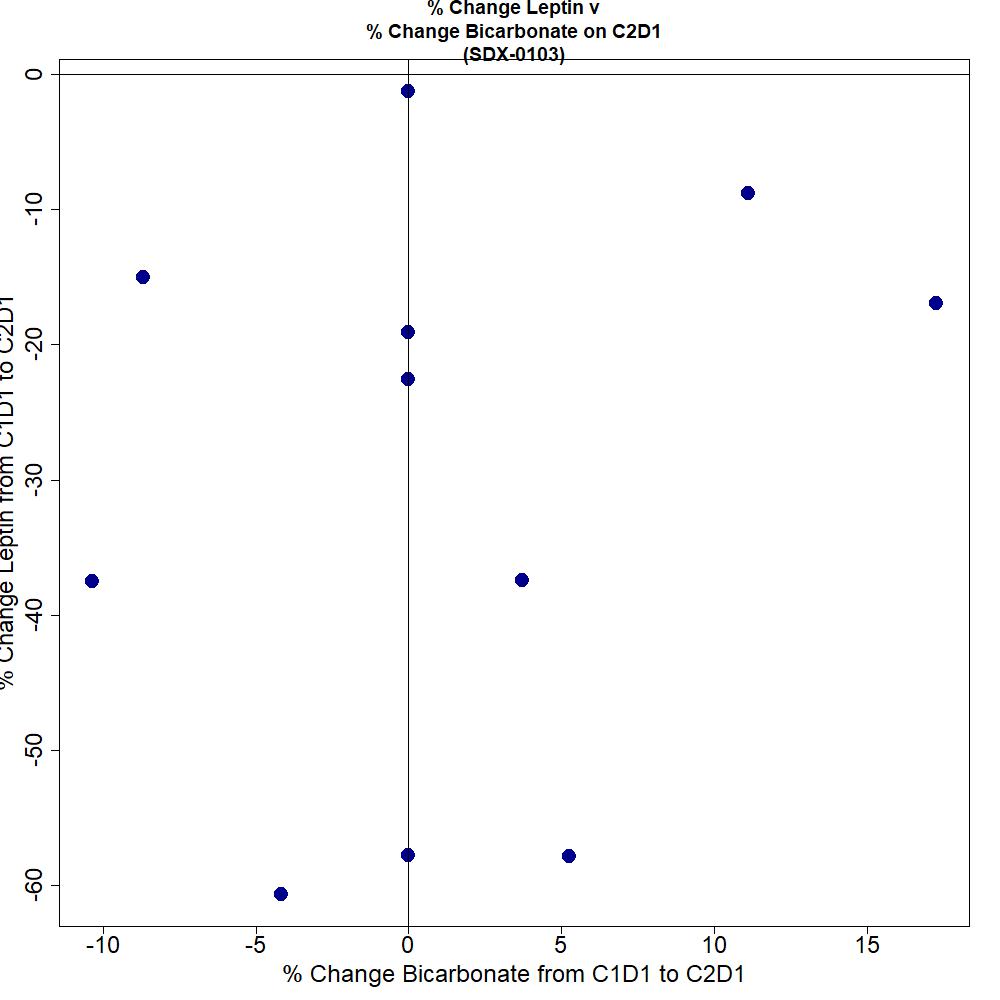 % Change Leptin v
% Change Bicarbonate on C2D1
(SDX-0103)
% Change Leptin from C1D1 to C2D1
0
-10
-20
-30
-40
-50
-60
-10
-5
0
5
10
15
% Change Bicarbonate from C1D1 to C2D1